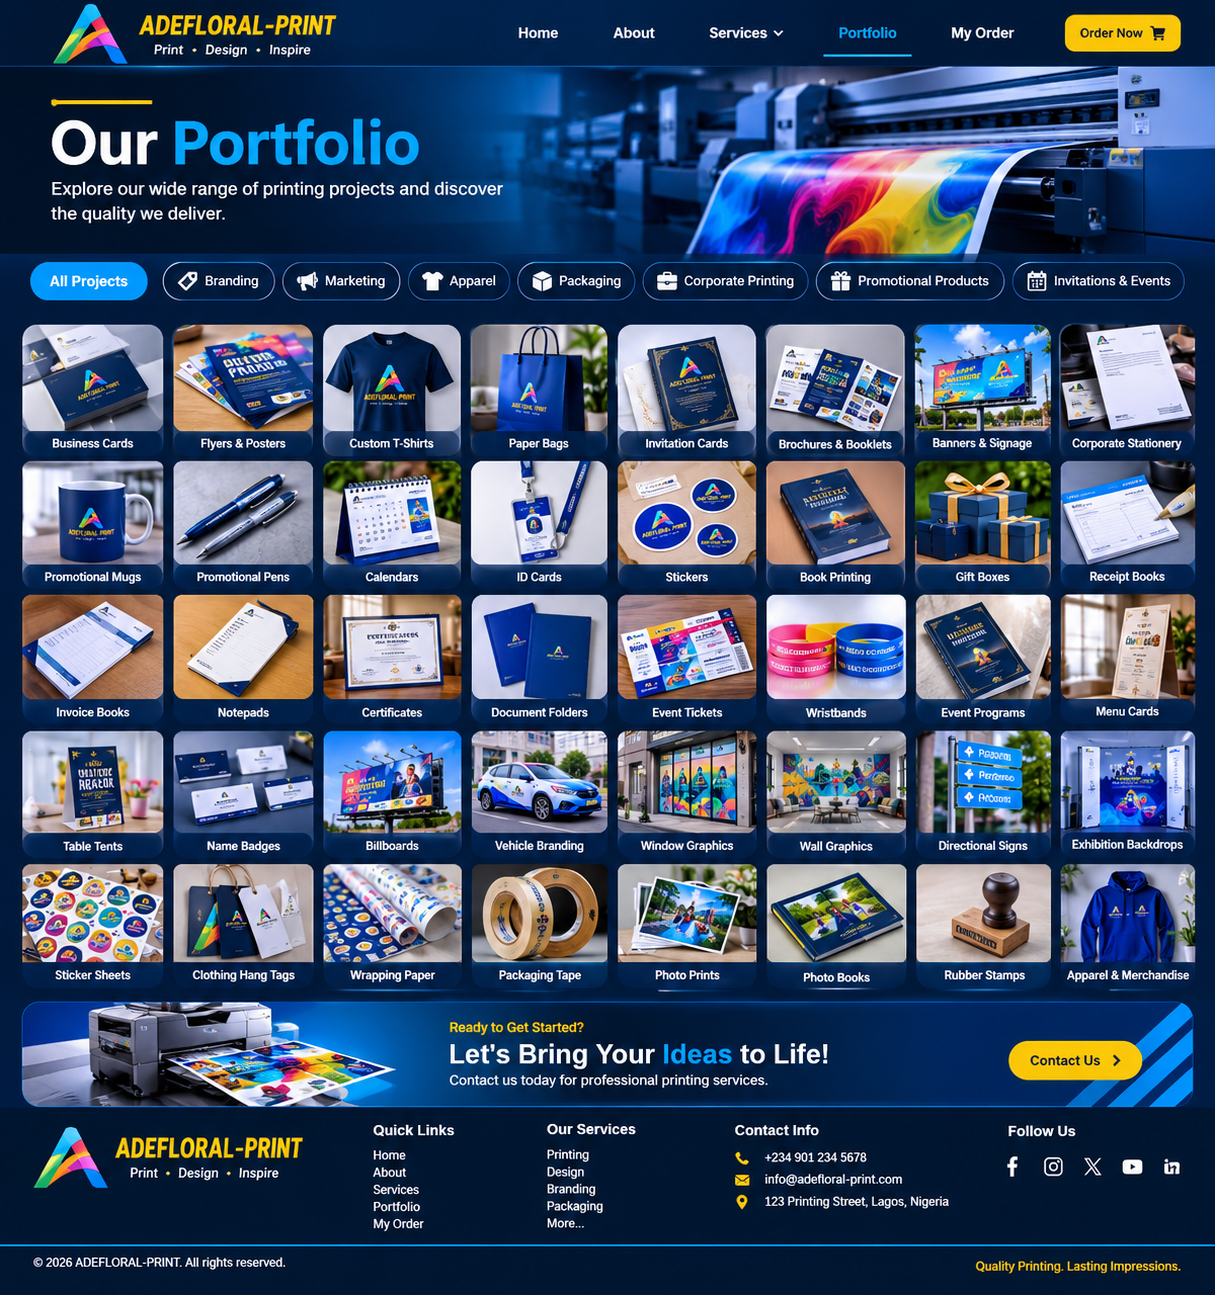 ADEFLORAL-PRINT
Print • Design • Inspire
Home
About
Services
Portfolio
My Order
Order Now
Our Portfolio
Explore our wide range of printing projects and discover
the quality we deliver.
All Projects
Branding
Marketing
Apparel
Packaging
Corporate Printing
Promotional Products
Invitations & Events
Business Cards
Flyers & Posters
ADEFLORAL-PRINT
Custom T-Shirts
Paper Bags
Invitation Cards
Brochures & Booklets
Banners & Signage
Corporate Stationery
Promotional Mugs
Promotional Pens
Calendars
ID Cards
Stickers
Book Printing
Gift Boxes
Receipt Books
Invoice Books
Notepads
Certificates
Document Folders
Event Tickets
Wristbands
Event Programs
Menu Cards
Table Tents
Name Badges
Billboards
Vehicle Branding
Window Graphics
Wall Graphics
Directional Signs
Exhibition Backdrops
Sticker Sheets
Clothing Hang Tags
Wrapping Paper
Packaging Tape
Photo Prints
Photo Books
Rubber Stamps
Apparel & Merchandise
Ready to Get Started?
Let's Bring Your Ideas to Life!
Contact us today for professional printing services.
Contact Us
ADEFLORAL-PRINT
Print • Design • Inspire
Quick Links
Home
About
Services
Portfolio
My Order
Our Services
Printing
Design
Branding
Packaging
More...
Contact Info
+234 901 234 5678
info@adefloral-print.com
123 Printing Street, Lagos, Nigeria
Follow Us
© 2026 ADEFLORAL-PRINT. All rights reserved.
Quality Printing. Lasting Impressions.